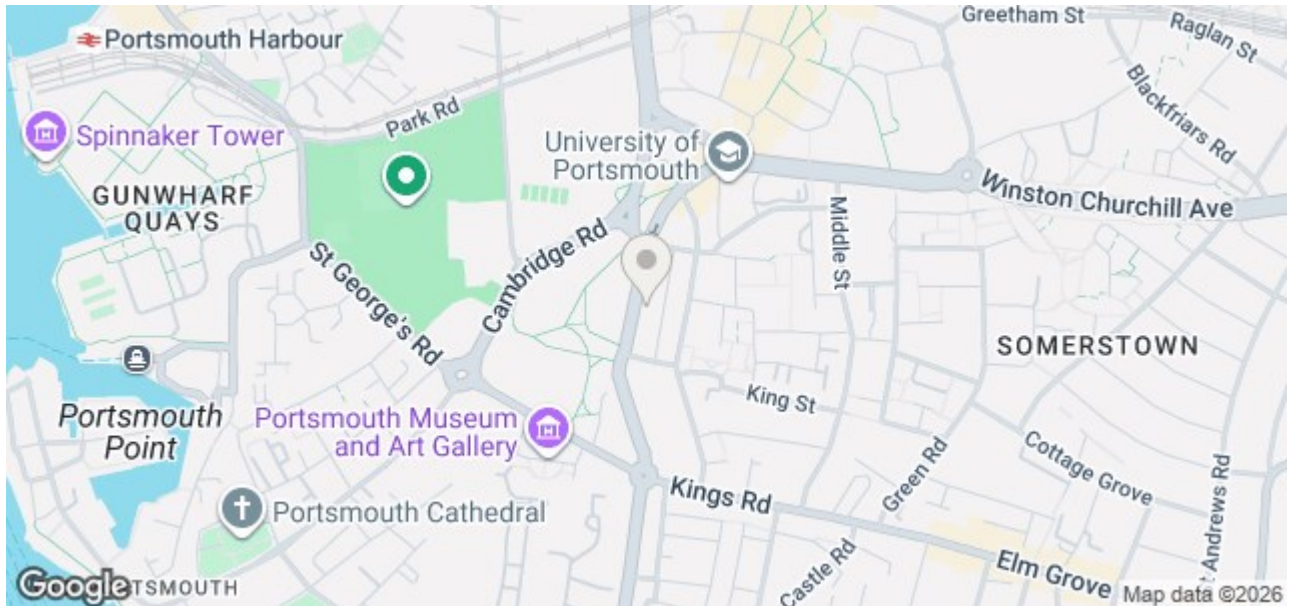 Greetham St
Raglan St
Portsmouth Harbour
Blackfriars Rd
Park Rd
Spinnaker Tower
University of
Portsmouth
GUNWHARF
QUAYS
Winston Churchill Ave
Middle St
Cambridge Rd
St George's Rd
SOMERSTOWN
King St
Portsmouth
Point
Portsmouth Museum
and Art Gallery
Green Rd
Cottage Grove
Kings Rd
Andrews Rd
Portsmouth Cathedral
Elm Grove
Castle Rd
Google
TSMOUTH
Map data ©2026